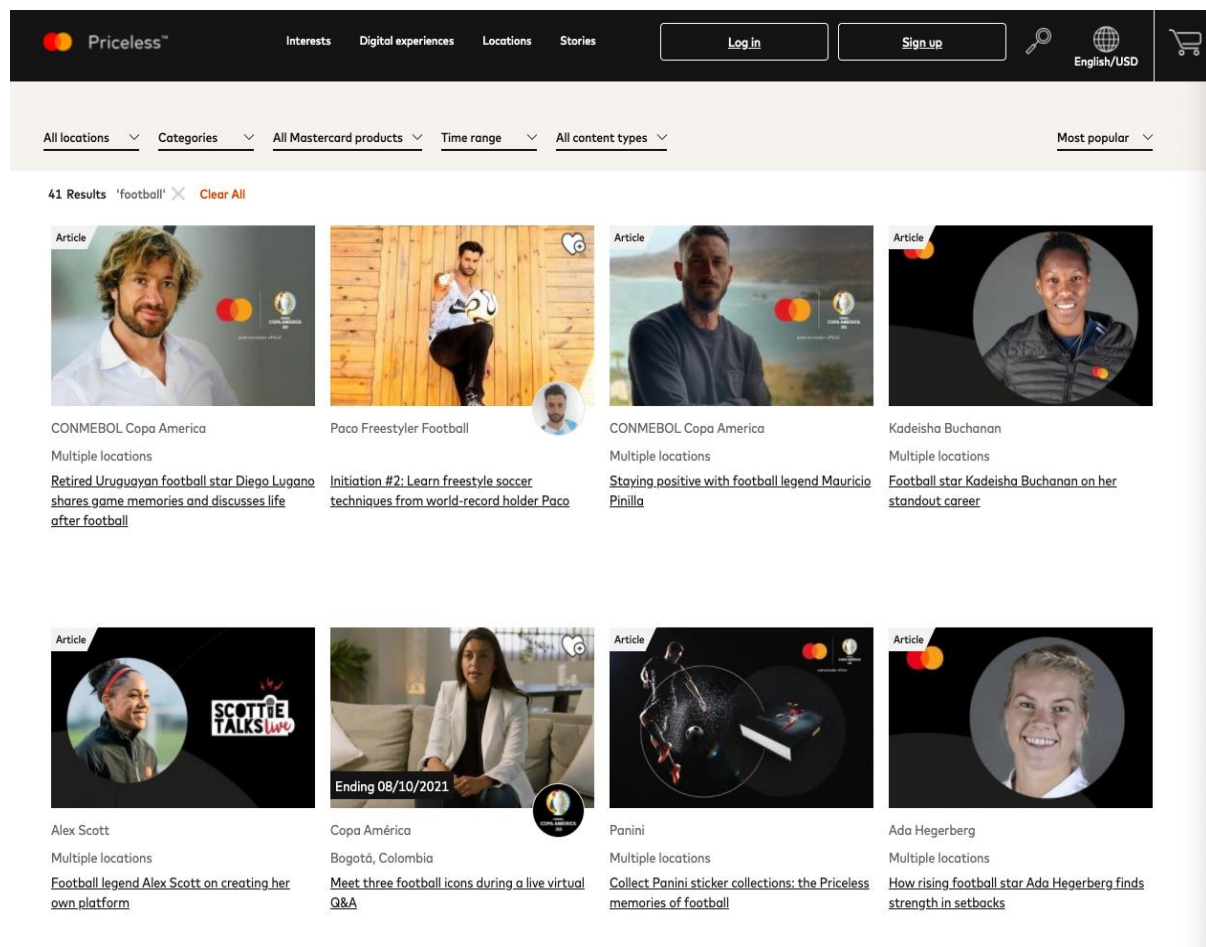 Priceless™
Interests
Digital experiences
Locations
Stories
Log in
Sign up
English/USD
All locations
Categories
All Mastercard products
Time range
All content types
Most popular
41 Results 'football' Clear All
Article
Article
Article
CONMEBOL Copa America
Multiple locations
Retired Uruguayan football star Diego Lugano
shares game memories and discusses life
after football
Paco Freestyler Football
Initiation #2: Learn freestyle soccer
techniques from world-record holder Paco
CONMEBOL Copa America
Multiple locations
Staying positive with football legend Mauricio
Pinilla
Kadeisha Buchanan
Multiple locations
Football star Kadeisha Buchanan on her
standout career
Article
SCOTTIE
TALKS Live
Ending 08/10/2021
Article
Article
Alex Scott
Multiple locations
Football legend Alex Scott on creating her
own platform
Copa América
Bogotá, Colombia
Meet three football icons during a live virtual
Q&A
Panini
Multiple locations
Collect Panini sticker collections: the Priceless
memories of football
Ada Hegerberg
Multiple locations
How rising football star Ada Hegerberg finds
strength in setbacks